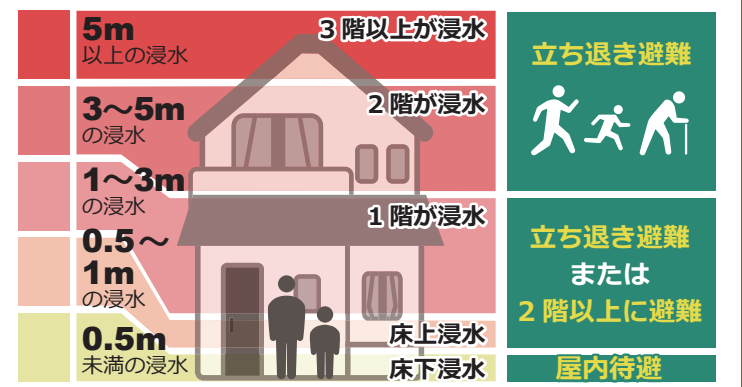 5m
以上の浸水
3階以上が浸水
3～5m
の浸水
2階が浸水
1～3m
の浸水
1階が浸水
0.5～
1m
の浸水
床上浸水
0.5m
未満の浸水
床下浸水
立ち退き避難
立ち退き避難
または
2階以上に避難
屋内待避